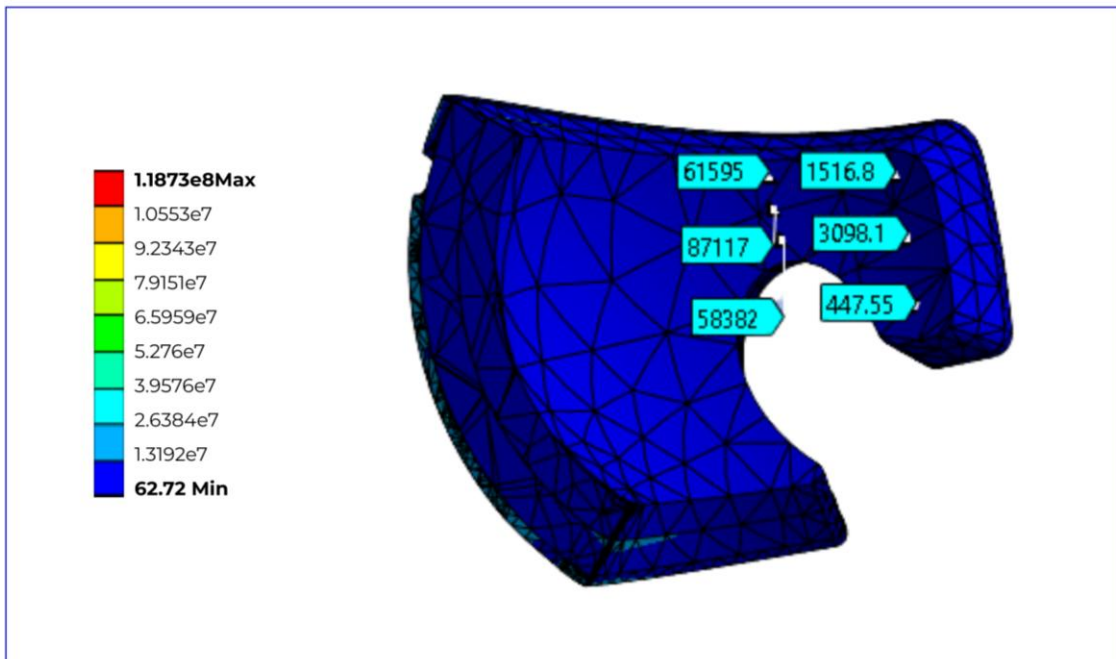 1.1873e8Max
1.0553e7
9.2343e7
7.9151e7
6.5959e7
5.276e7
3.9576e7
2.6384e7
1.3192e7
62.72 Min
61595
1516.8
87117
3098.1
58382
447.55